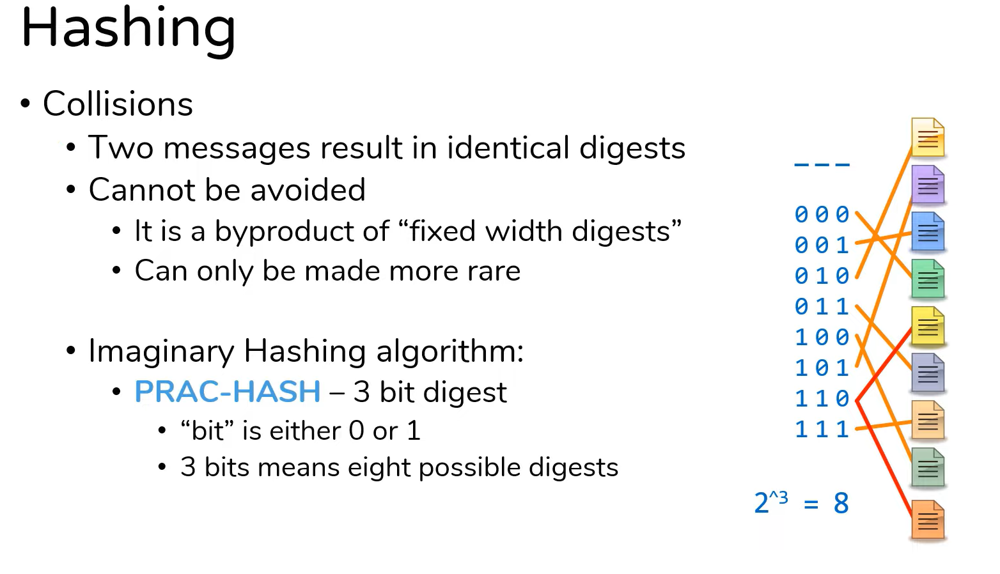 Hashing
• Collisions
• Two messages result in identical digests
• Cannot be avoided
• It is a byproduct of “fixed width digests”
• Can only be made more rare
• Imaginary Hashing algorithm:
• PRAC-HASH – 3 bit digest
• “bit” is either 0 or 1
• 3 bits means eight possible digests
_ _ _
0 0 0
0 0 1
0 1 0
0 1 1
1 0 0
1 0 1
1 1 0
1 1 1
2^3 = 8